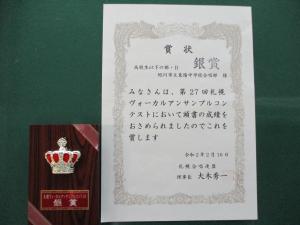 賞状
銀賞
高校生以下の部・Ⅱ
旭川市立東陽中学校合唱部 様
みなさんは、第27回札幌
ヴォーカルアンサンブルコン
テストにおいて頭書の成績を
おさめられましたのでこれを
賞します
令和2年2月16日
札幌合唱連盟
理事長 大木秀一
銀賞